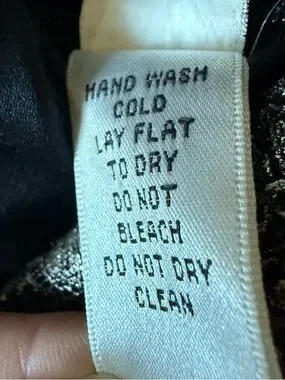 HAND WASH
COLD
LAY FLAT
TO DRY
DO NOT
BLEACH
DO NOT DRY
CLEAN